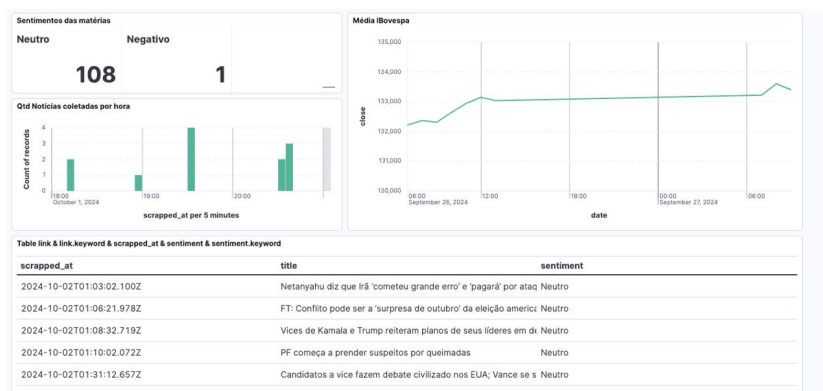 Sentimentos das matérias
Neutro
Negativo
108
1
Qtd Notícias coletadas por hora
Count of records
4
3
2
1
0
18:00
October 1, 2024
19:00
20:00
scrapped_at per 5 minutes
Média IBovespa
close
135,000
134,000
133,000
132,000
131,000
130,000
06:00
September 26, 2024
12:00
18:00
00:00
September 27, 2024
06:00
date
Table link & link.keyword & scrapped_at & sentiment & sentiment.keyword
scrapped_at title sentiment
2024-10-02T01:03:02.100Z Netanyahu diz que Irã 'cometeu grande erro' e 'pagará' por ataq Neutro
2024-10-02T01:06:21.978Z FT: Conflito pode ser a 'surpresa de outubro' da eleição americ Neutro
2024-10-02T01:08:32.719Z Vices de Kamala e Trump reiteram planos de seus líderes em de Neutro
2024-10-02T01:10:02.072Z PF começa a prender suspeitos por queimadas Neutro
2024-10-02T01:31:12.657Z Candidatos a vice fazem debate civilizado nos EUA; Vance se s Neutro